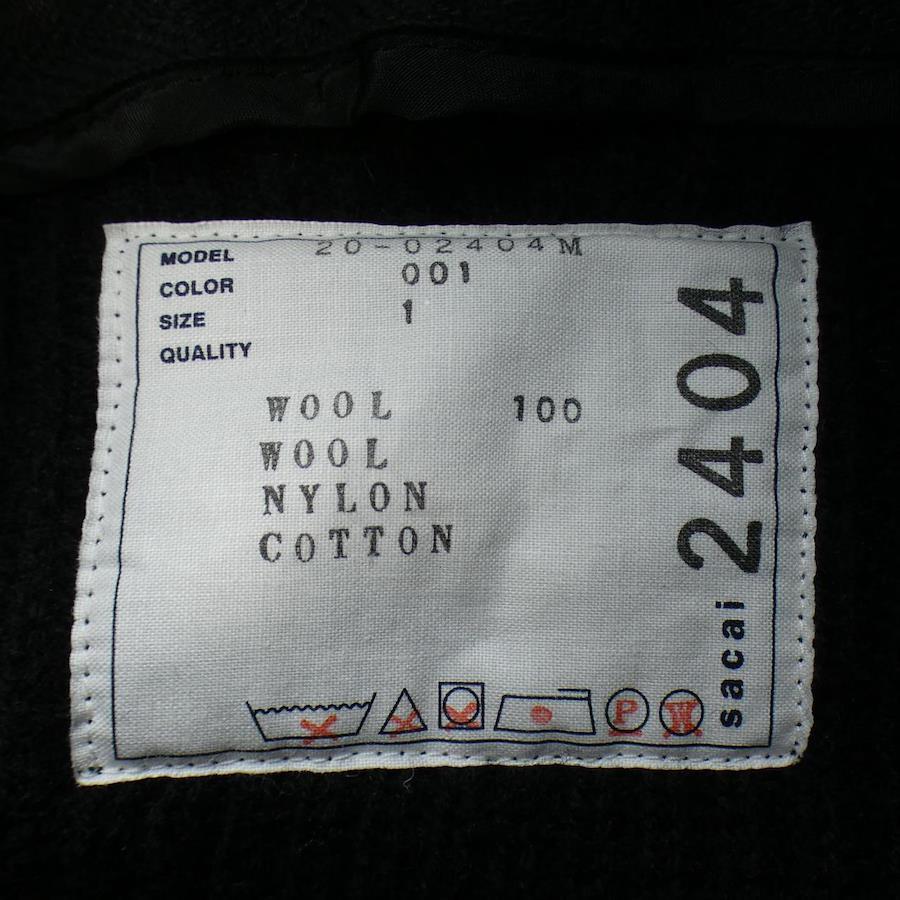 MODEL 20-02404M
COLOR 001
SIZE 1
QUALITY
WOOL 100
WOOL
NYLON
COTTON
P W
sacai 2404